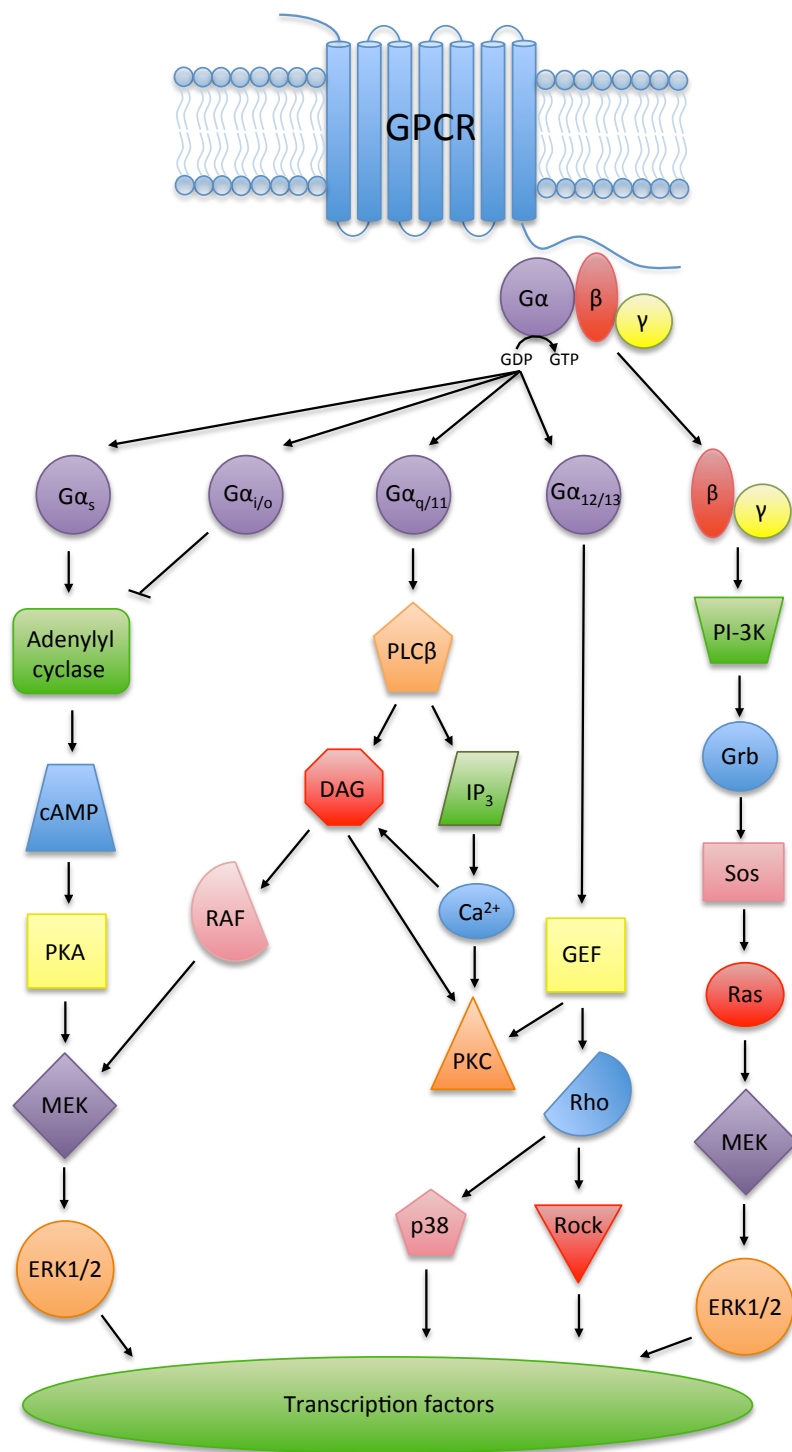 GPCR
Gα
β
γ
GDP
GTP
Gαs
Gαi/o
Gαq/11
Gα12/13
β
γ
Adenylyl
cyclase
PLCβ
PI-3K
DAG
IP3
Grb
cAMP
RAF
Ca2+
Sos
PKA
GEF
Ras
PKC
MEK
Rho
MEK
p38
Rock
ERK1/2
ERK1/2
Transcription factors